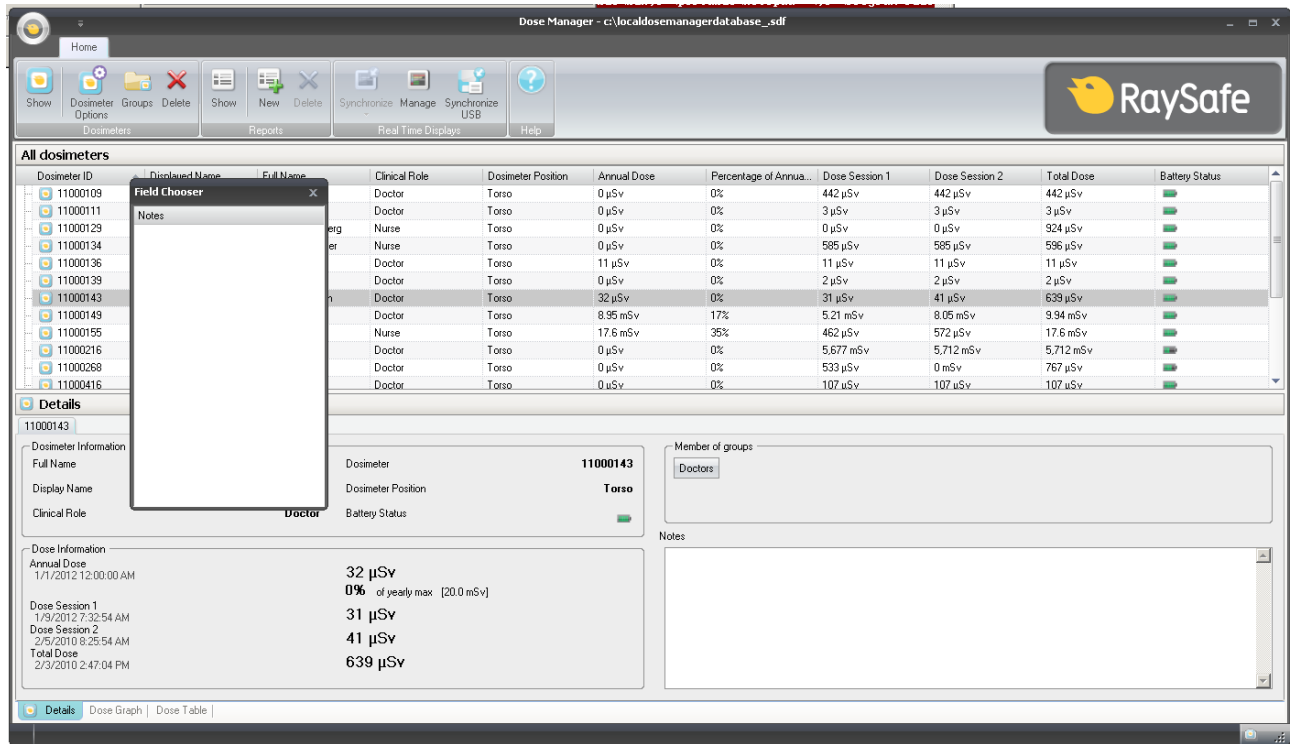 Dose Manager - c:\localdosemanagerdatabase_.sdf
Home
Show Dosimeter Options Groups Delete Show New Delete Synchronize Manage Synchronize USB
Dosimeters Reports Real Time Displays Help
RaySafe
All dosimeters
Dosimeter ID Displayed Name Full Name Clinical Role Dosimeter Position Annual Dose Percentage of Annua... Dose Session 1 Dose Session 2 Total Dose Battery Status
Field Chooser x
Notes
11000109 Doctor Torso 0 µSv 0% 442 µSv 442 µSv 442 µSv
11000111 Doctor Torso 0 µSv 0% 3 µSv 3 µSv 3 µSv
11000129 erg Nurse Torso 0 µSv 0% 0 µSv 0 µSv 924 µSv
11000134 er Nurse Torso 0 µSv 0% 585 µSv 585 µSv 596 µSv
11000136 Doctor Torso 11 µSv 0% 11 µSv 11 µSv 11 µSv
11000139 Doctor Torso 0 µSv 0% 2 µSv 2 µSv 2 µSv
11000143 n Doctor Torso 32 µSv 0% 31 µSv 41 µSv 639 µSv
11000149 Doctor Torso 8.95 mSv 17% 5.21 mSv 8.05 mSv 9.94 mSv
11000155 Nurse Torso 17.6 mSv 35% 462 µSv 572 µSv 17.6 mSv
11000216 Doctor Torso 0 µSv 0% 5,677 mSv 5,712 mSv 5,712 mSv
11000268 Doctor Torso 0 µSv 0% 533 µSv 0 mSv 767 µSv
11000416 Doctor Torso 0 µSv 0% 107 µSv 107 µSv 107 µSv
Details
11000143
Dosimeter Information
Full Name Dosimeter 11000143
Display Name Dosimeter Position Torso
Clinical Role Doctor Battery Status
Member of groups
Doctors
Notes
Dose Information
Annual Dose
1/1/2012 12:00:00 AM
32 µSv
0% of yearly max [20.0 mSv]
Dose Session 1
1/9/2012 7:32:54 AM
31 µSv
Dose Session 2
2/5/2010 8:25:54 AM
41 µSv
Total Dose
2/3/2010 2:47:04 PM
639 µSv
Details Dose Graph | Dose Table |